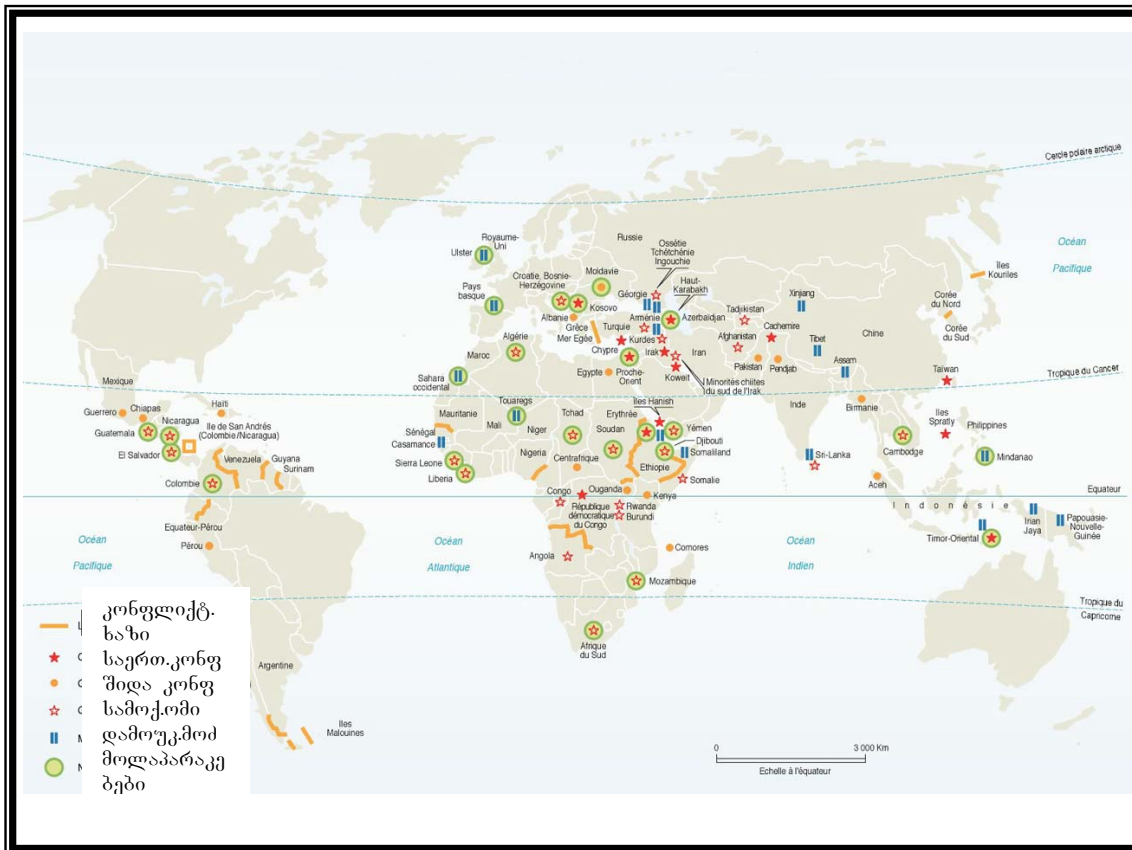 Cercle polaire arctique
Royaume-
Uni
Ulster
Russie
Ossétie
Tchétchénie
Ingouchie
Océan
Pacifique
Iles
Kouriles
Croatie, Bosnie-
Herzégovine
Moldavie
Haut-
Karabakh
Pays
basque
Géorgie
Xinjiang
Corée
du Nord
Kosovo
Tadjikistan
Albanie
Arménie
Azerbaïdjan
Grèce
Mer Egée
Turquie
Cachemire
Chine
Corée
du Sud
Algérie
Kurdes
Afghanistan
Maroc
Chypre
Irak
Iran
Tibet
Proche-
Orient
Pakistan
Pendjab
Assam
Egypte
Koweït
Taïwan
Sahara
occidental
Minorités chiites
du sud de l'Irak
Tropique du Cancer
Mexique
Iles Hanish
Inde
Birmanie
Guerrero
Chiapas
Haïti
Touaregs
Mauritanie
Tchad
Erythrée
Iles
Spratly
Philippines
Nicaragua
Ile de San Andrés
(Colombie/Nicaragua)
Mali
Niger
Soudan
Yémen
Guatemala
Sénégal
Casamance
Djibouti
Somaliland
Cambodge
El Salvador
Nigeria
Centrafrique
Ethiopie
Sri-Lanka
Mindanao
Venezuela
Guyana
Surinam
Sierra Leone
Liberia
Somalie
Aceh
Colombie
Congo
Ouganda
Kenya
Equateur
République
démocratique
du Congo
Rwanda
Burundi
Indonésie
Equateur-Pérou
Irian
Jaya
Papouasie-
Nouvelle-
Guinée
Timor-Oriental
Pérou
Océan
Pacifique
Océan
Atlantique
Angola
Comores
Océan
Indien
Mozambique
Tropique du
Capricorne
Afrique
du Sud
Argentine
Iles
Malouines
კონფლიქტ.
ხაზი
საერთ.კონფ
შიდა კონფ
სამოქ.ომი
დამოუკ.მოძ
მოლაპარაკე
ბები
0
3 000 Km
Echelle à l'équateur